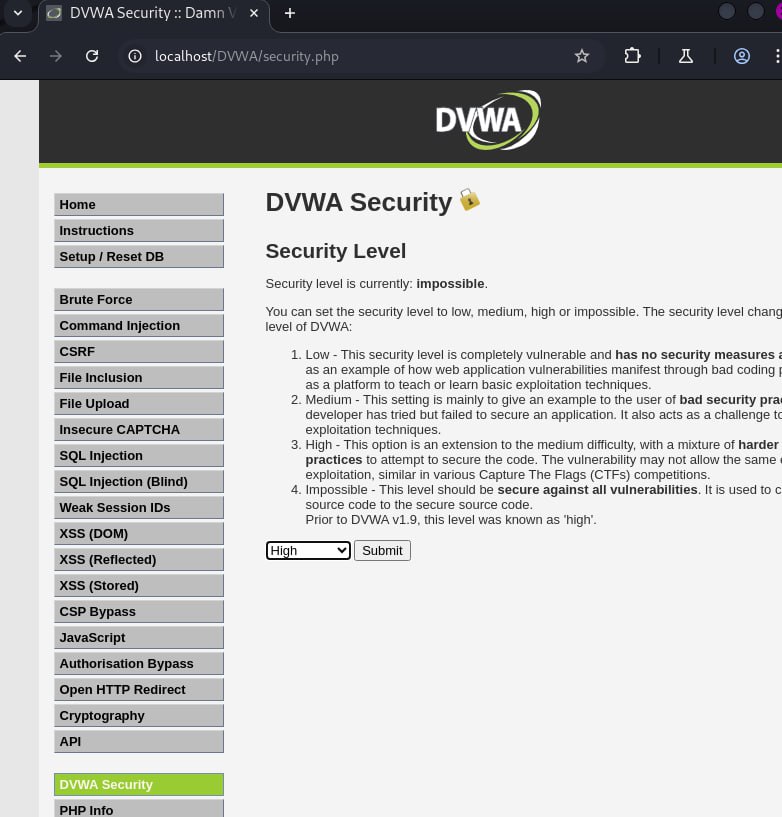 DVWA Security :: Damn V
localhost/DVWA/security.php
DVWA
Home
Instructions
Setup / Reset DB
Brute Force
Command Injection
CSRF
File Inclusion
File Upload
Insecure CAPTCHA
SQL Injection
SQL Injection (Blind)
Weak Session IDs
XSS (DOM)
XSS (Reflected)
XSS (Stored)
CSP Bypass
JavaScript
Authorisation Bypass
Open HTTP Redirect
Cryptography
API
DVWA Security
PHP Info
DVWA Security
Security Level
Security level is currently: impossible.
You can set the security level to low, medium, high or impossible. The security level chang
level of DVWA:
1. Low - This security level is completely vulnerable and has no security measures a
as an example of how web application vulnerabilities manifest through bad coding p
as a platform to teach or learn basic exploitation techniques.
2. Medium - This setting is mainly to give an example to the user of bad security prac
developer has tried but failed to secure an application. It also acts as a challenge to
exploitation techniques.
3. High - This option is an extension to the medium difficulty, with a mixture of harder
practices to attempt to secure the code. The vulnerability may not allow the same e
exploitation, similar in various Capture The Flags (CTFs) competitions.
4. Impossible - This level should be secure against all vulnerabilities. It is used to c
source code to the secure source code.
Prior to DVWA v1.9, this level was known as 'high'.
High Submit